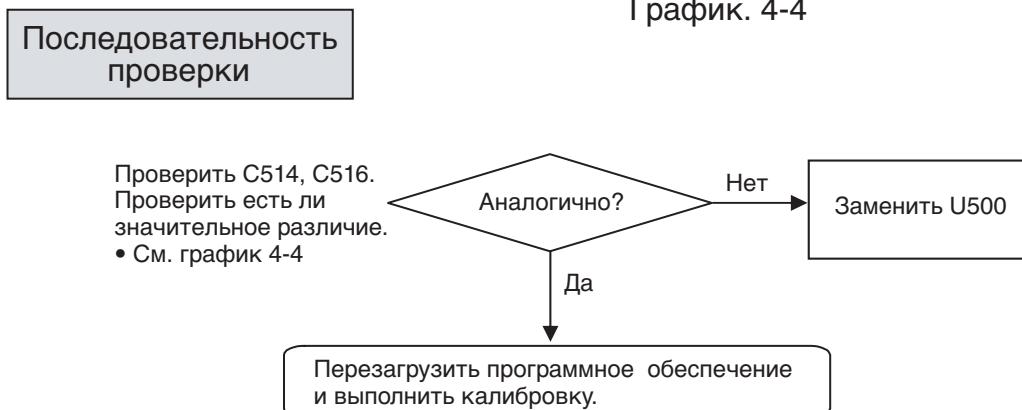 График. 4-4
Последовательность
проверки
Проверить C514, C516.
Проверить есть ли
значительное различие.
• См. график 4-4
Аналогично?
Нет
Заменить U500
Да
Перезагрузить программное обеспечение
и выполнить калибровку.